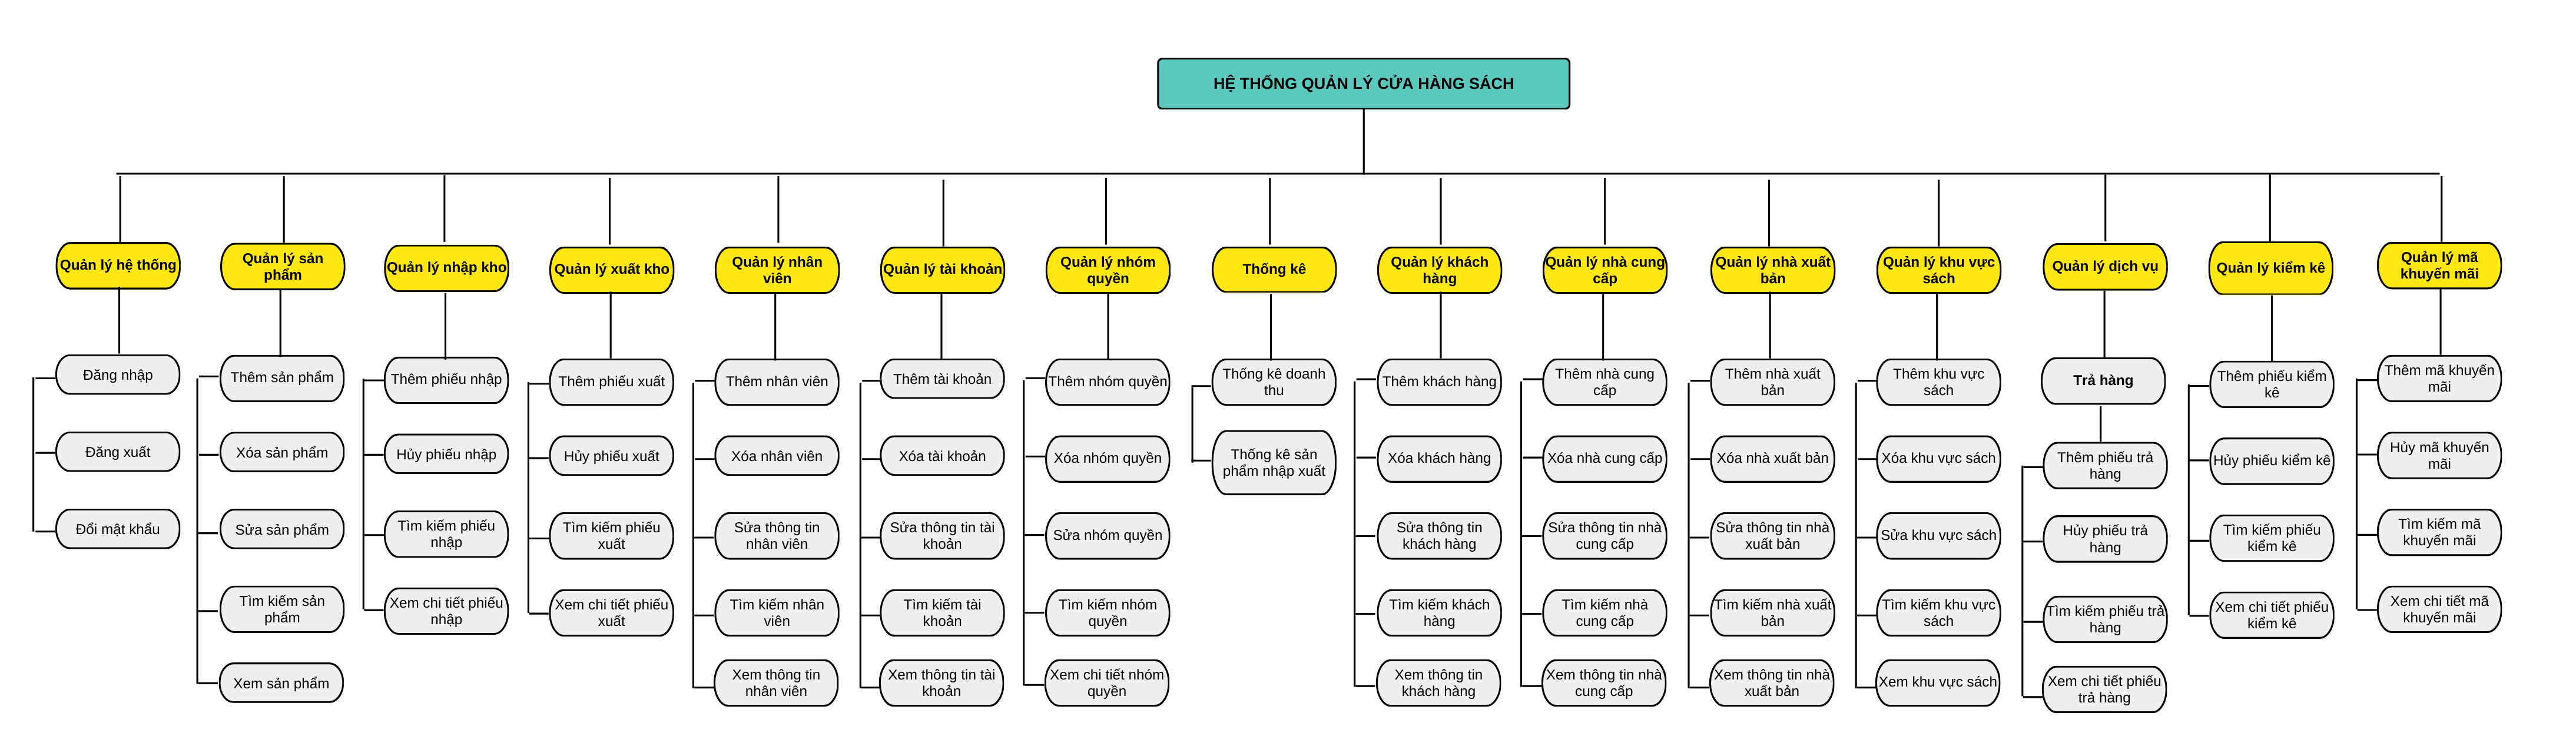 HỆ THỐNG QUẢN LÝ CỬA HÀNG SÁCH
Quản lý hệ thống
Đăng nhập
Đăng xuất
Đổi mật khẩu
Quản lý sản
phẩm
Thêm sản phẩm
Xóa sản phẩm
Sửa sản phẩm
Tìm kiếm sản
phẩm
Xem sản phẩm
Quản lý nhập kho
Thêm phiếu nhập
Hủy phiếu nhập
Tìm kiếm phiếu
nhập
Xem chi tiết phiếu
nhập
Quản lý xuất kho
Thêm phiếu xuất
Hủy phiếu xuất
Tìm kiếm phiếu
xuất
Xem chi tiết phiếu
xuất
Quản lý nhân
viên
Thêm nhân viên
Xóa nhân viên
Sửa thông tin
nhân viên
Tìm kiếm nhân
viên
Xem thông tin
nhân viên
Quản lý tài khoản
Thêm tài khoản
Xóa tài khoản
Sửa thông tin tài
khoản
Tìm kiếm tài
khoản
Xem thông tin tài
khoản
Quản lý nhóm
quyền
Thêm nhóm quyền
Xóa nhóm quyền
Sửa nhóm quyền
Tìm kiếm nhóm
quyền
Xem chi tiết nhóm
quyền
Thống kê
Thống kê doanh
thu
Thống kê sản
phẩm nhập xuất
Quản lý khách
hàng
Thêm khách hàng
Xóa khách hàng
Sửa thông tin
khách hàng
Tìm kiếm khách
hàng
Xem thông tin
khách hàng
Quản lý nhà cung
cấp
Thêm nhà cung
cấp
Xóa nhà cung cấp
Sửa thông tin nhà
cung cấp
Tìm kiếm nhà
cung cấp
Xem thông tin nhà
cung cấp
Quản lý nhà xuất
bản
Thêm nhà xuất
bản
Xóa nhà xuất bản
Sửa thông tin nhà
xuất bản
Tìm kiếm nhà xuất
bản
Xem thông tin nhà
xuất bản
Quản lý khu vực
sách
Thêm khu vực
sách
Xóa khu vực sách
Sửa khu vực sách
Tìm kiếm khu vực
sách
Xem khu vực sách
Quản lý dịch vụ
Trả hàng
Thêm phiếu trả
hàng
Hủy phiếu trả
hàng
Tìm kiếm phiếu trả
hàng
Xem chi tiết phiếu
trả hàng
Quản lý kiểm kê
Thêm phiếu kiểm
kê
Hủy phiếu kiểm kê
Tìm kiếm phiếu
kiểm kê
Xem chi tiết phiếu
kiểm kê
Quản lý mã
khuyến mãi
Thêm mã khuyến
mãi
Hủy mã khuyến
mãi
Tìm kiếm mã
khuyến mãi
Xem chi tiết mã
khuyến mãi